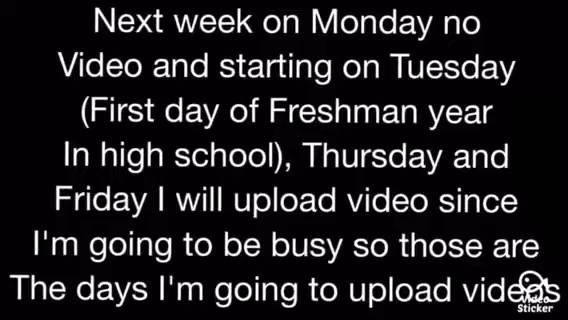 Next week on Monday no
Video and starting on Tuesday
(First day of Freshman year
In high school), Thursday and
Friday I will upload video since
I'm going to be busy so those are
The days I'm going to upload videos
Video
Sticker